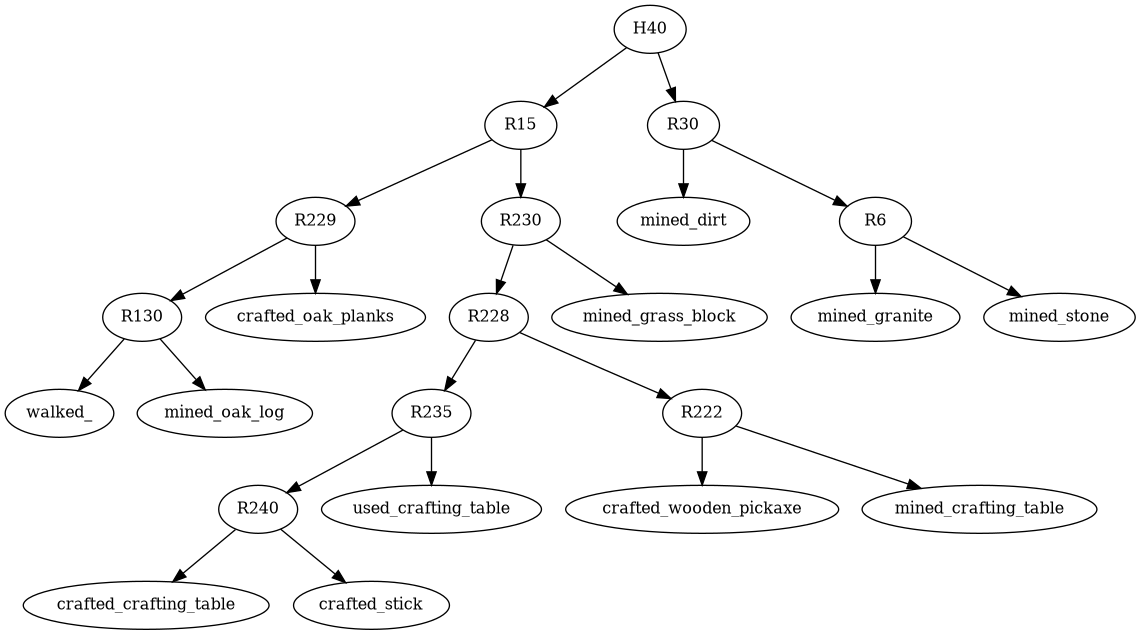 H40
R15
R30
R229
R230
mined_dirt
R6
R130
crafted_oak_planks
R228
mined_grass_block
mined_granite
mined_stone
walked_
mined_oak_log
R235
R222
R240
used_crafting_table
crafted_wooden_pickaxe
mined_crafting_table
crafted_crafting_table
crafted_stick